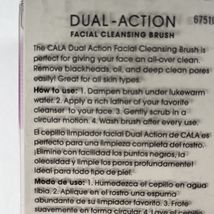 DUAL-ACTION
67510
FACIAL CLEANSING BRUSH
The CALA Dual Action Facial Cleansing Brush is
perfect for giving your face an all-over clean.
Remove blackheads, oil, and deep cleanse pores
easily! Great for all skin types.
How to use: 1. Dampen brush under lukewarm
water. 2. Apply a rich lather of your favorite
cleanser to your face. 3. Gently scrub in a
circular motion. 4. Wash brush after every use.
El cepillo limpiador facial Dual Action de CALA es
perfecto para una limpieza completa del rostro.
¡Elimine con facilidad los puntos negros, la
oleosidad y limpie los poros profundamente!
Ideal para todo tipo de piel.
Modo de uso: 1. Humedezca el cepillo en agua
tibia. 2. Aplique en el rostro una espuma
abundante de su limpiador favorito. 3. Frote
suavemente en forma circular. 4. Lave el cepillo